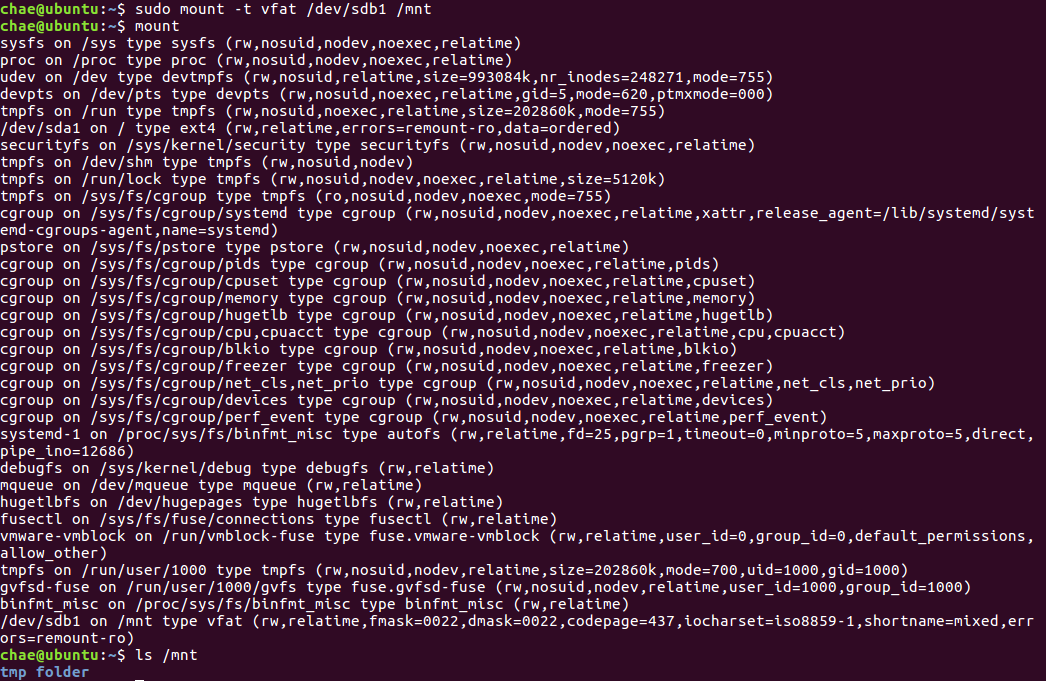 chae@ubuntu:~$ sudo mount -t vfat /dev/sdb1 /mnt
chae@ubuntu:~$ mount
sysfs on /sys type sysfs (rw,nosuid,nodev,noexec,relatime)
proc on /proc type proc (rw,nosuid,nodev,noexec,relatime)
udev on /dev type devtmpfs (rw,nosuid,relatime,size=993084k,nr_inodes=248271,mode=755)
devpts on /dev/pts type devpts (rw,nosuid,noexec,relatime,gid=5,mode=620,ptmxmode=000)
tmpfs on /run type tmpfs (rw,nosuid,noexec,relatime,size=202860k,mode=755)
/dev/sda1 on / type ext4 (rw,relatime,errors=remount-ro,data=ordered)
securityfs on /sys/kernel/security type securityfs (rw,nosuid,nodev,noexec,relatime)
tmpfs on /dev/shm type tmpfs (rw,nosuid,nodev)
tmpfs on /run/lock type tmpfs (rw,nosuid,nodev,noexec,relatime,size=5120k)
tmpfs on /sys/fs/cgroup type tmpfs (ro,nosuid,nodev,noexec,mode=755)
cgroup on /sys/fs/cgroup/systemd type cgroup (rw,nosuid,nodev,noexec,relatime,xattr,release_agent=/lib/systemd/syst
emd-cgroups-agent,name=systemd)
pstore on /sys/fs/pstore type pstore (rw,nosuid,nodev,noexec,relatime)
cgroup on /sys/fs/cgroup/pids type cgroup (rw,nosuid,nodev,noexec,relatime,pids)
cgroup on /sys/fs/cgroup/cpuset type cgroup (rw,nosuid,nodev,noexec,relatime,cpuset)
cgroup on /sys/fs/cgroup/memory type cgroup (rw,nosuid,nodev,noexec,relatime,memory)
cgroup on /sys/fs/cgroup/hugetlb type cgroup (rw,nosuid,nodev,noexec,relatime,hugetlb)
cgroup on /sys/fs/cgroup/cpu,cpuacct type cgroup (rw,nosuid,nodev,noexec,relatime,cpu,cpuacct)
cgroup on /sys/fs/cgroup/blkio type cgroup (rw,nosuid,nodev,noexec,relatime,blkio)
cgroup on /sys/fs/cgroup/freezer type cgroup (rw,nosuid,nodev,noexec,relatime,freezer)
cgroup on /sys/fs/cgroup/net_cls,net_prio type cgroup (rw,nosuid,nodev,noexec,relatime,net_cls,net_prio)
cgroup on /sys/fs/cgroup/devices type cgroup (rw,nosuid,nodev,noexec,relatime,devices)
cgroup on /sys/fs/cgroup/perf_event type cgroup (rw,nosuid,nodev,noexec,relatime,perf_event)
systemd-1 on /proc/sys/fs/binfmt_misc type autofs (rw,relatime,fd=25,pgrp=1,timeout=0,minproto=5,maxproto=5,direct,
pipe_ino=12686)
debugfs on /sys/kernel/debug type debugfs (rw,relatime)
mqueue on /dev/mqueue type mqueue (rw,relatime)
hugetlbfs on /dev/hugepages type hugetlbfs (rw,relatime)
fusectl on /sys/fs/fuse/connections type fusectl (rw,relatime)
vmware-vmblock on /run/vmblock-fuse type fuse.vmware-vmblock (rw,relatime,user_id=0,group_id=0,default_permissions,
allow_other)
tmpfs on /run/user/1000 type tmpfs (rw,nosuid,nodev,relatime,size=202860k,mode=700,uid=1000,gid=1000)
gvfsd-fuse on /run/user/1000/gvfs type fuse.gvfsd-fuse (rw,nosuid,nodev,relatime,user_id=1000,group_id=1000)
binfmt_misc on /proc/sys/fs/binfmt_misc type binfmt_misc (rw,relatime)
/dev/sdb1 on /mnt type vfat (rw,relatime,fmask=0022,dmask=0022,codepage=437,iocharset=iso8859-1,shortname=mixed,err
ors=remount-ro)
chae@ubuntu:~$ ls /mnt
tmp folder